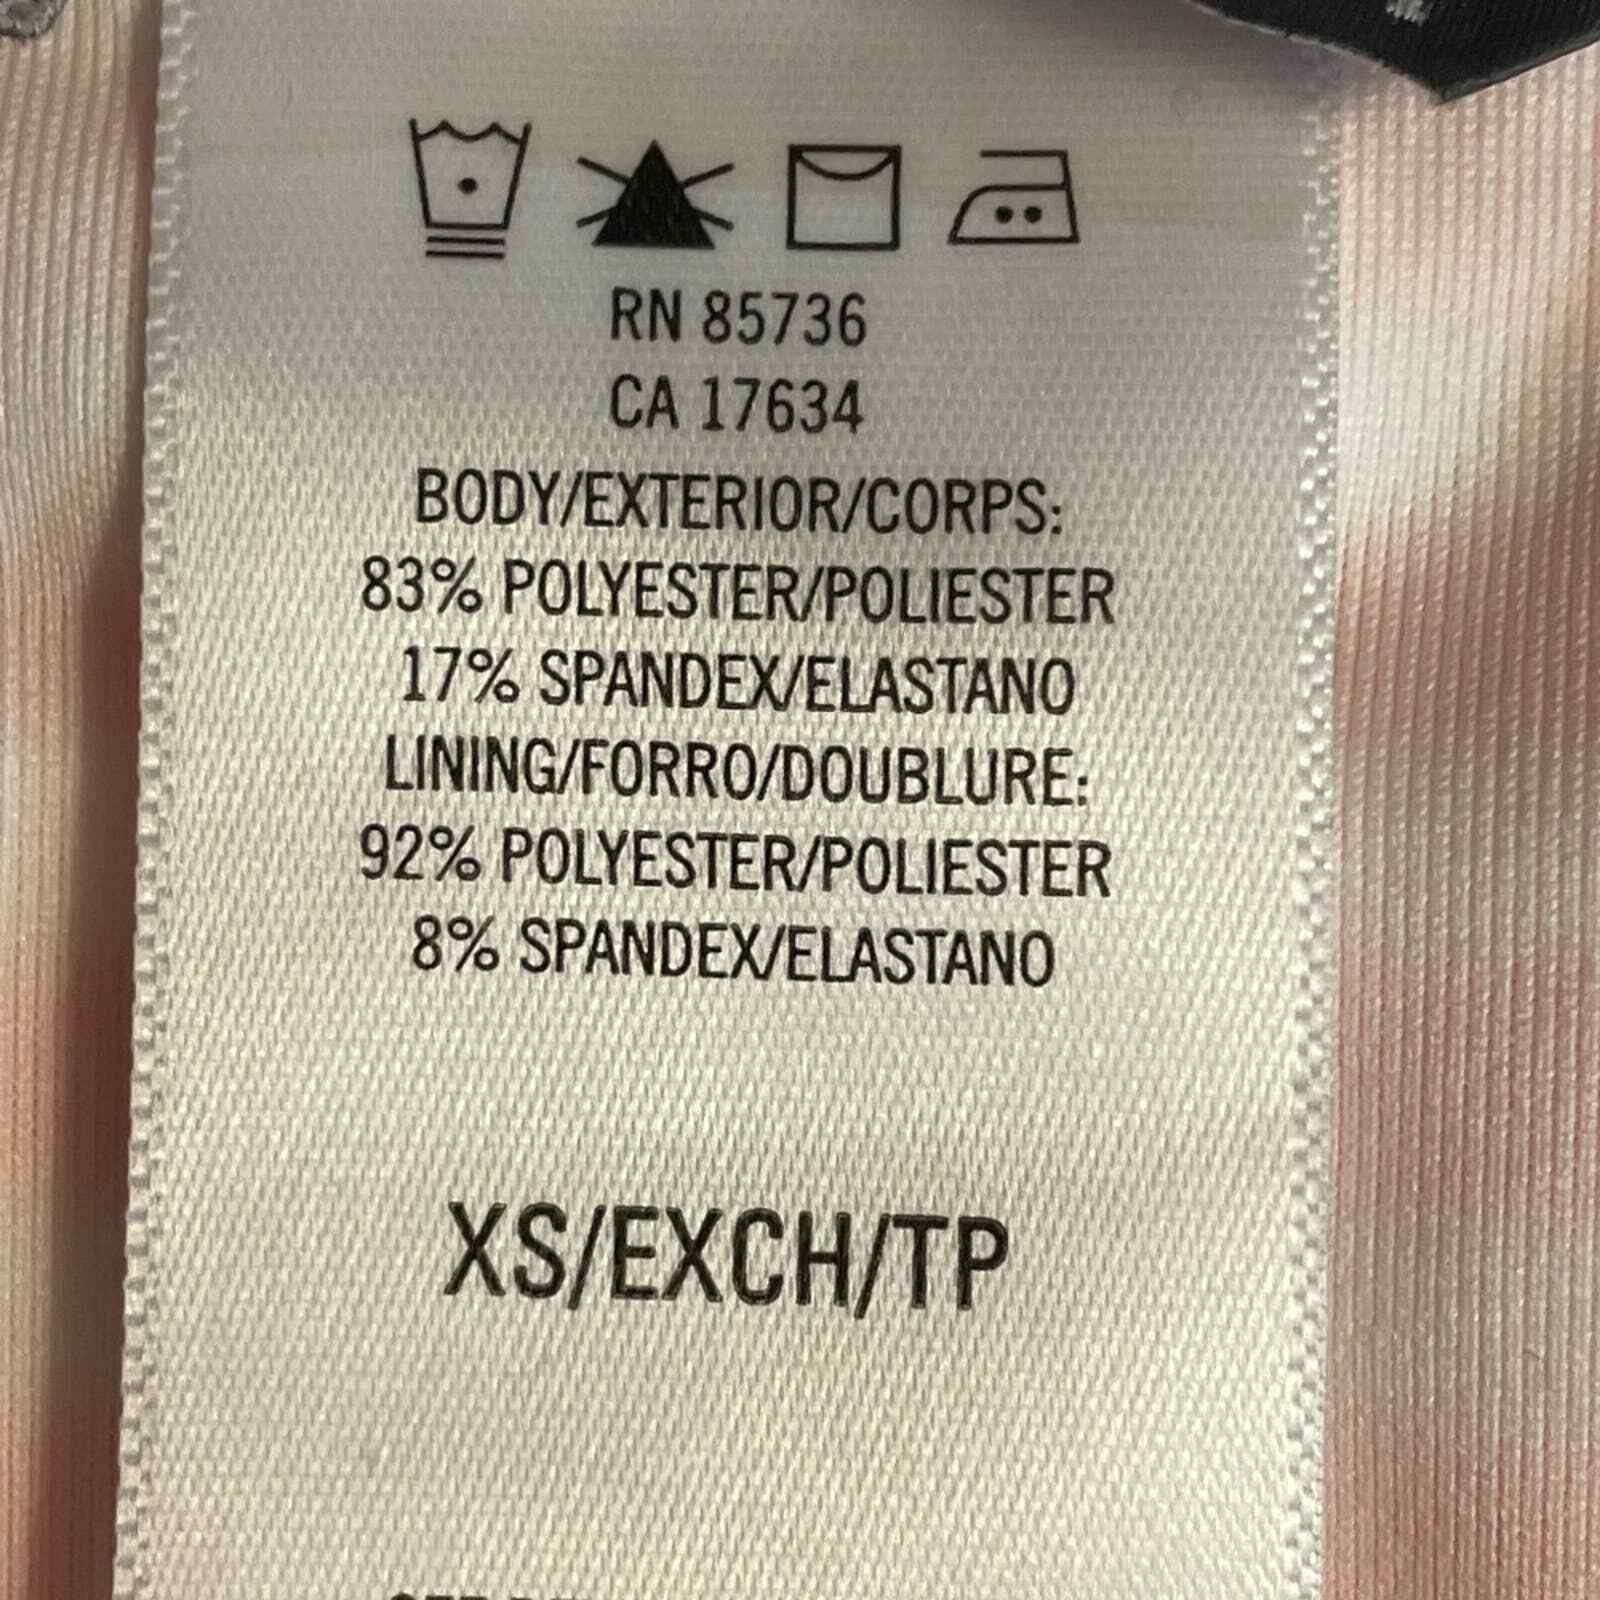 RN 85736
CA 17634
BODY/EXTERIOR/CORPS:
83% POLYESTER/POLIESTER
17% SPANDEX/ELASTANO
LINING/FORRO/DOUBLURE:
92% POLYESTER/POLIESTER
8% SPANDEX/ELASTANO
XS/EXCH/TP